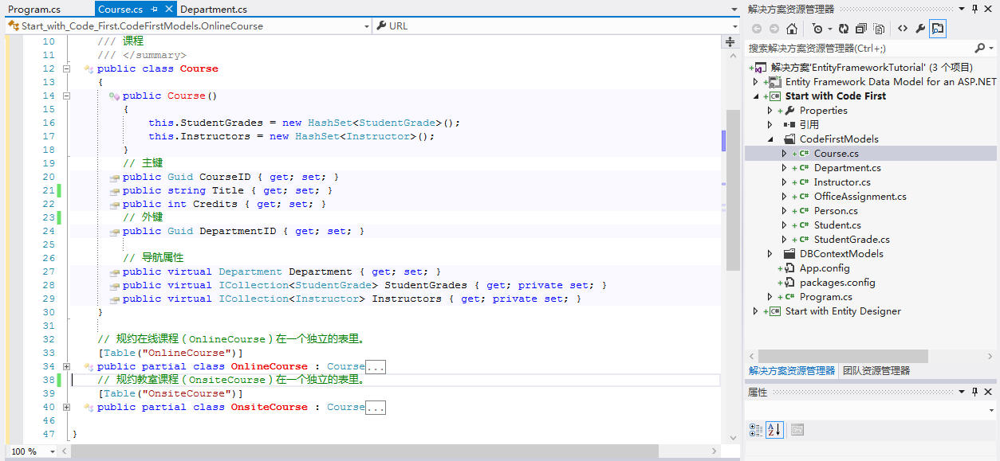 Program.cs
Course.cs
Department.cs
Start_with_Code_First.CodeFirstModels.OnlineCourse
URL
10 /// 课程
11 /// </summary>
12 public class Course
13 {
14 public Course()
15 {
16 this.StudentGrades = new HashSet<StudentGrade>();
17 this.Instructors = new HashSet<Instructor>();
18 }
19 // 主键
20 public Guid CourseID { get; set; }
21 public string Title { get; set; }
22 public int Credits { get; set; }
23 // 外键
24 public Guid DepartmentID { get; set; }
25
26 // 导航属性
27 public virtual Department Department { get; set; }
28 public virtual ICollection<StudentGrade> StudentGrades { get; private set; }
29 public virtual ICollection<Instructor> Instructors { get; private set; }
30 }
31
32 // 规约在线课程(OnlineCourse)在一个独立的表里。
33 [Table("OnlineCourse")]
34 public partial class OnlineCourse : Course...
38 // 规约教室课程(OnsiteCourse)在一个独立的表里。
39 [Table("OnsiteCourse")]
40 public partial class OnsiteCourse : Course...
46
47 }
100 %
解决方案资源管理器
搜索解决方案资源管理器(Ctrl+;)
解决方案'EntityFrameworkTutorial' (3 个项目)
Entity Framework Data Model for an ASP.NET
Start with Code First
Properties
引用
CodeFirstModels
Course.cs
Department.cs
Instructor.cs
OfficeAssignment.cs
Person.cs
Student.cs
StudentGrade.cs
DBContextModels
App.config
packages.config
Program.cs
Start with Entity Designer
解决方案资源管理器 团队资源管理器
属性